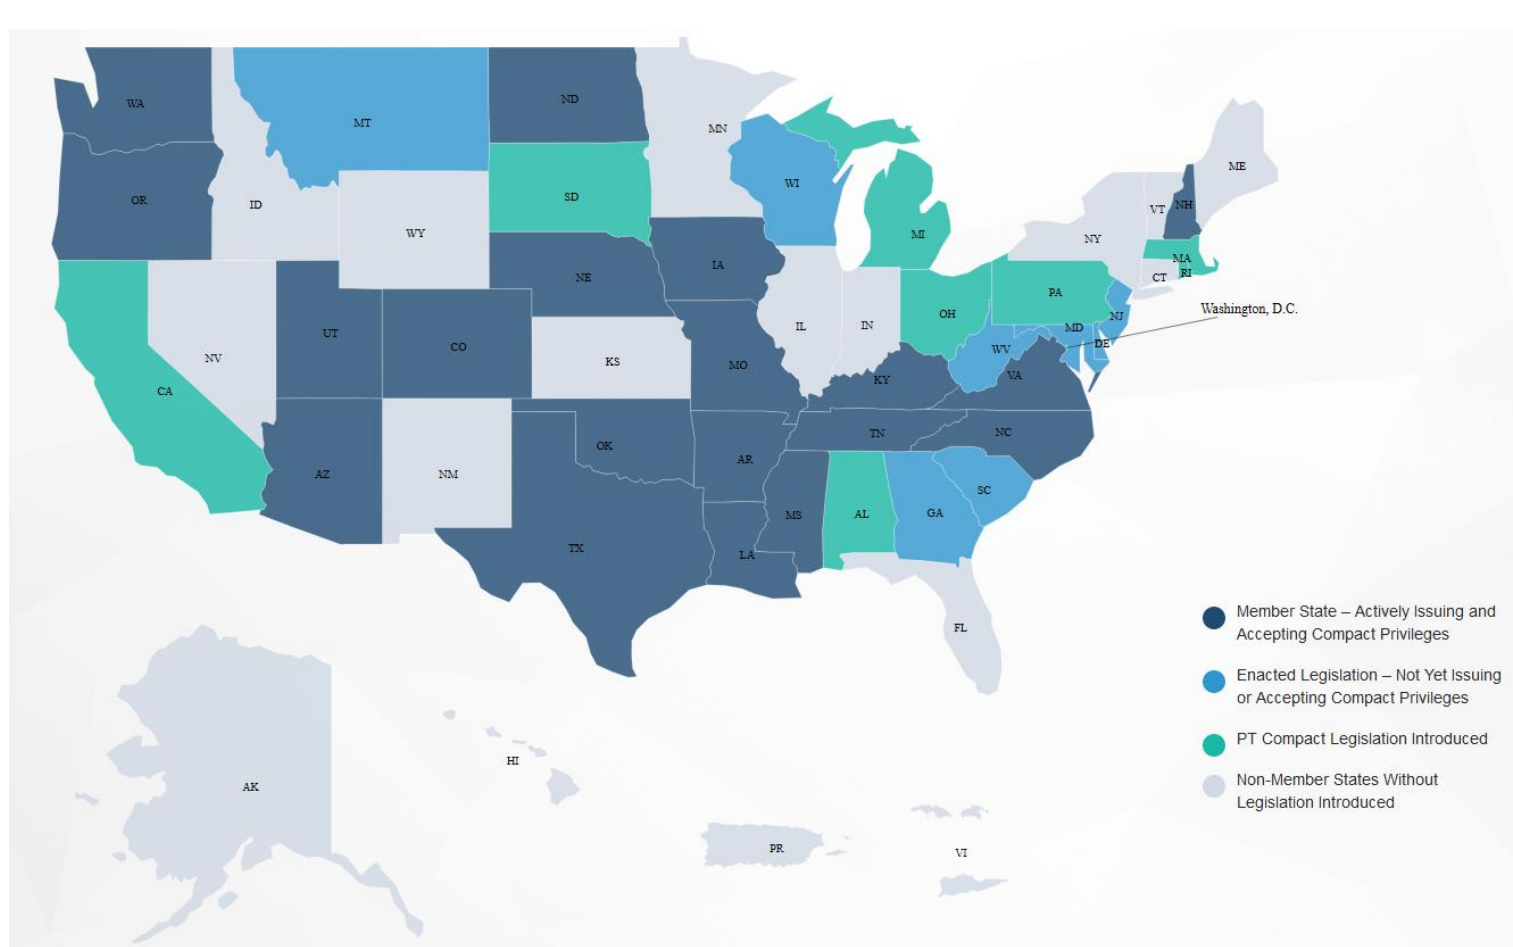 WA
MT
ND
MN
ME
OR
ID
SD
WI
VT
NH
WY
MI
NY
MA
RI
CT
IA
NE
PA
Washington, D.C.
OH
NJ
MD
IL
IN
UT
DE
CO
WV
NV
KS
MO
KY
VA
CA
TN
NC
OK
AZ
NM
AR
SC
MS
AL
GA
TX
LA
FL
Member State – Actively Issuing and
Accepting Compact Privileges
Enacted Legislation – Not Yet Issuing
or Accepting Compact Privileges
PT Compact Legislation Introduced
Non-Member States Without
Legislation Introduced
HI
AK
PR
VI